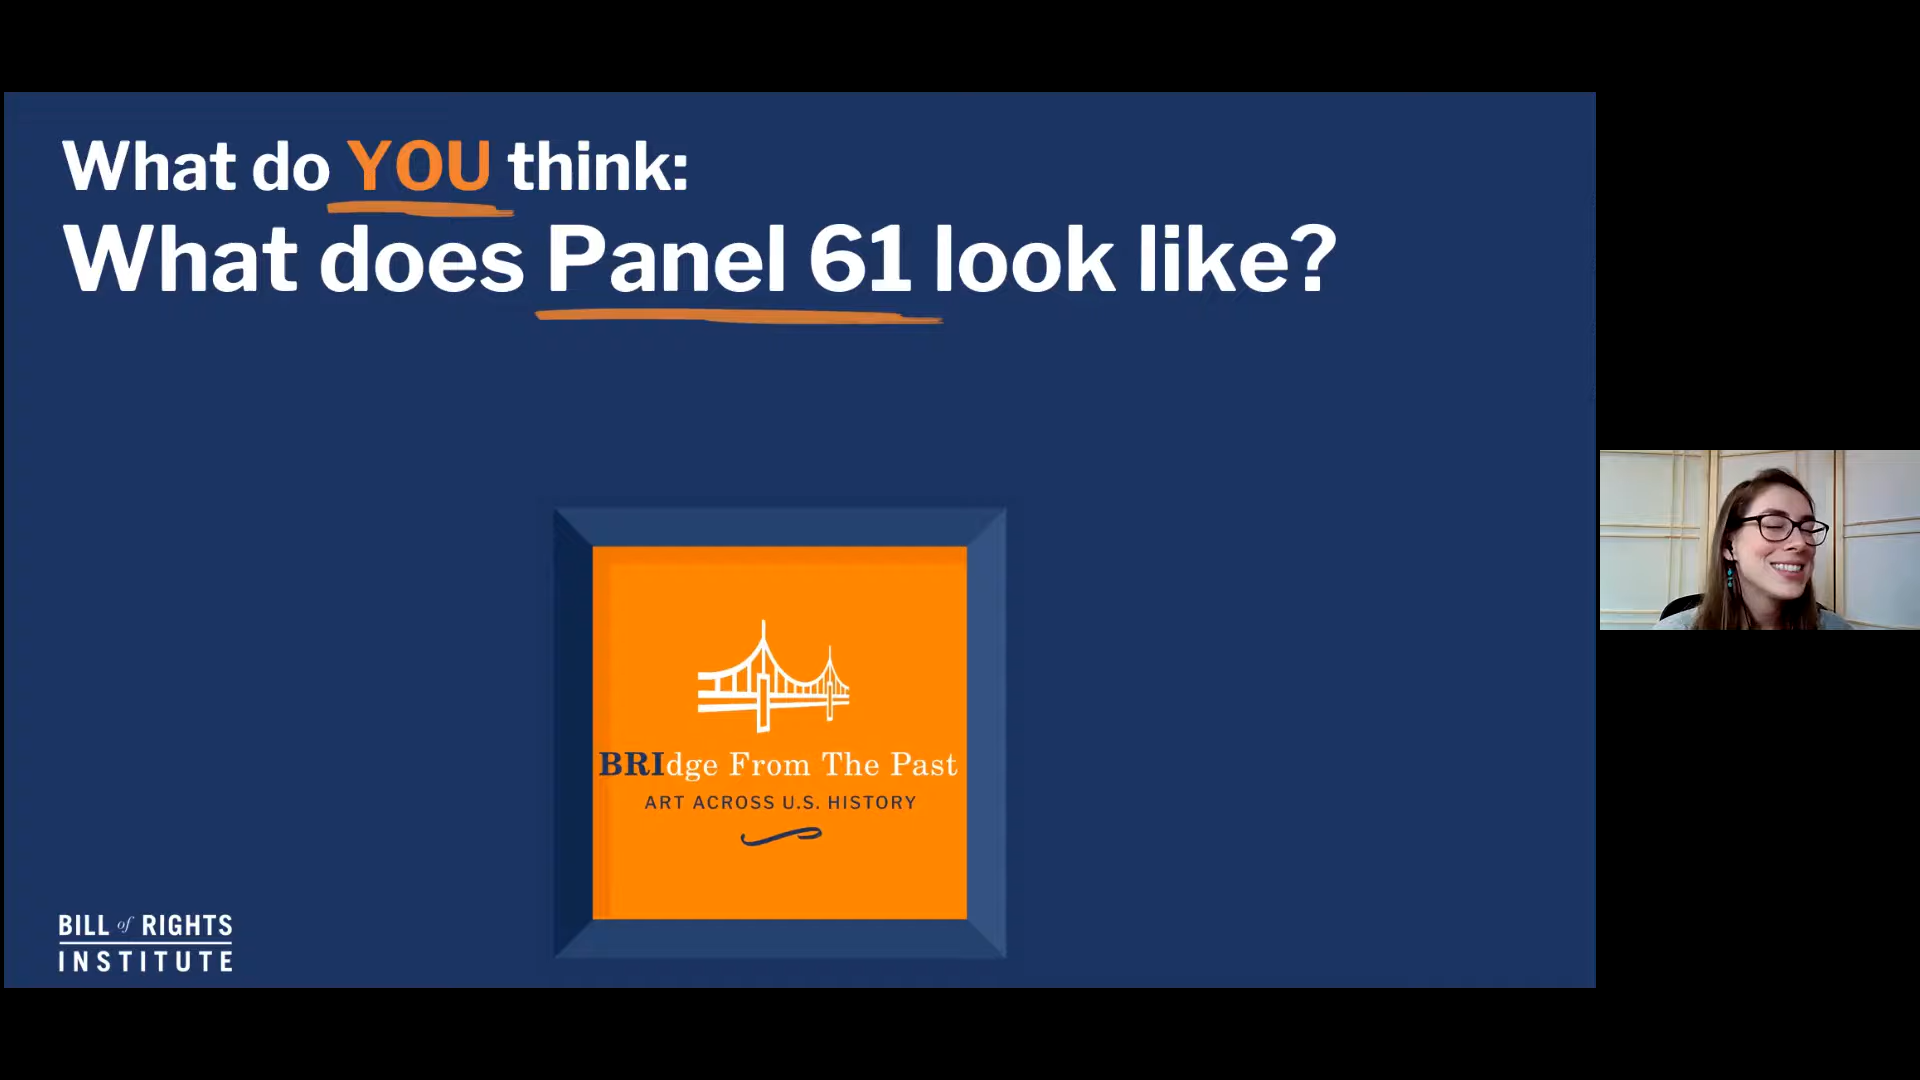 What do YOU think:
What does Panel 61 look like?
BRIdge From The Past
ART ACROSS U.S. HISTORY
BILL of RIGHTS
INSTITUTE